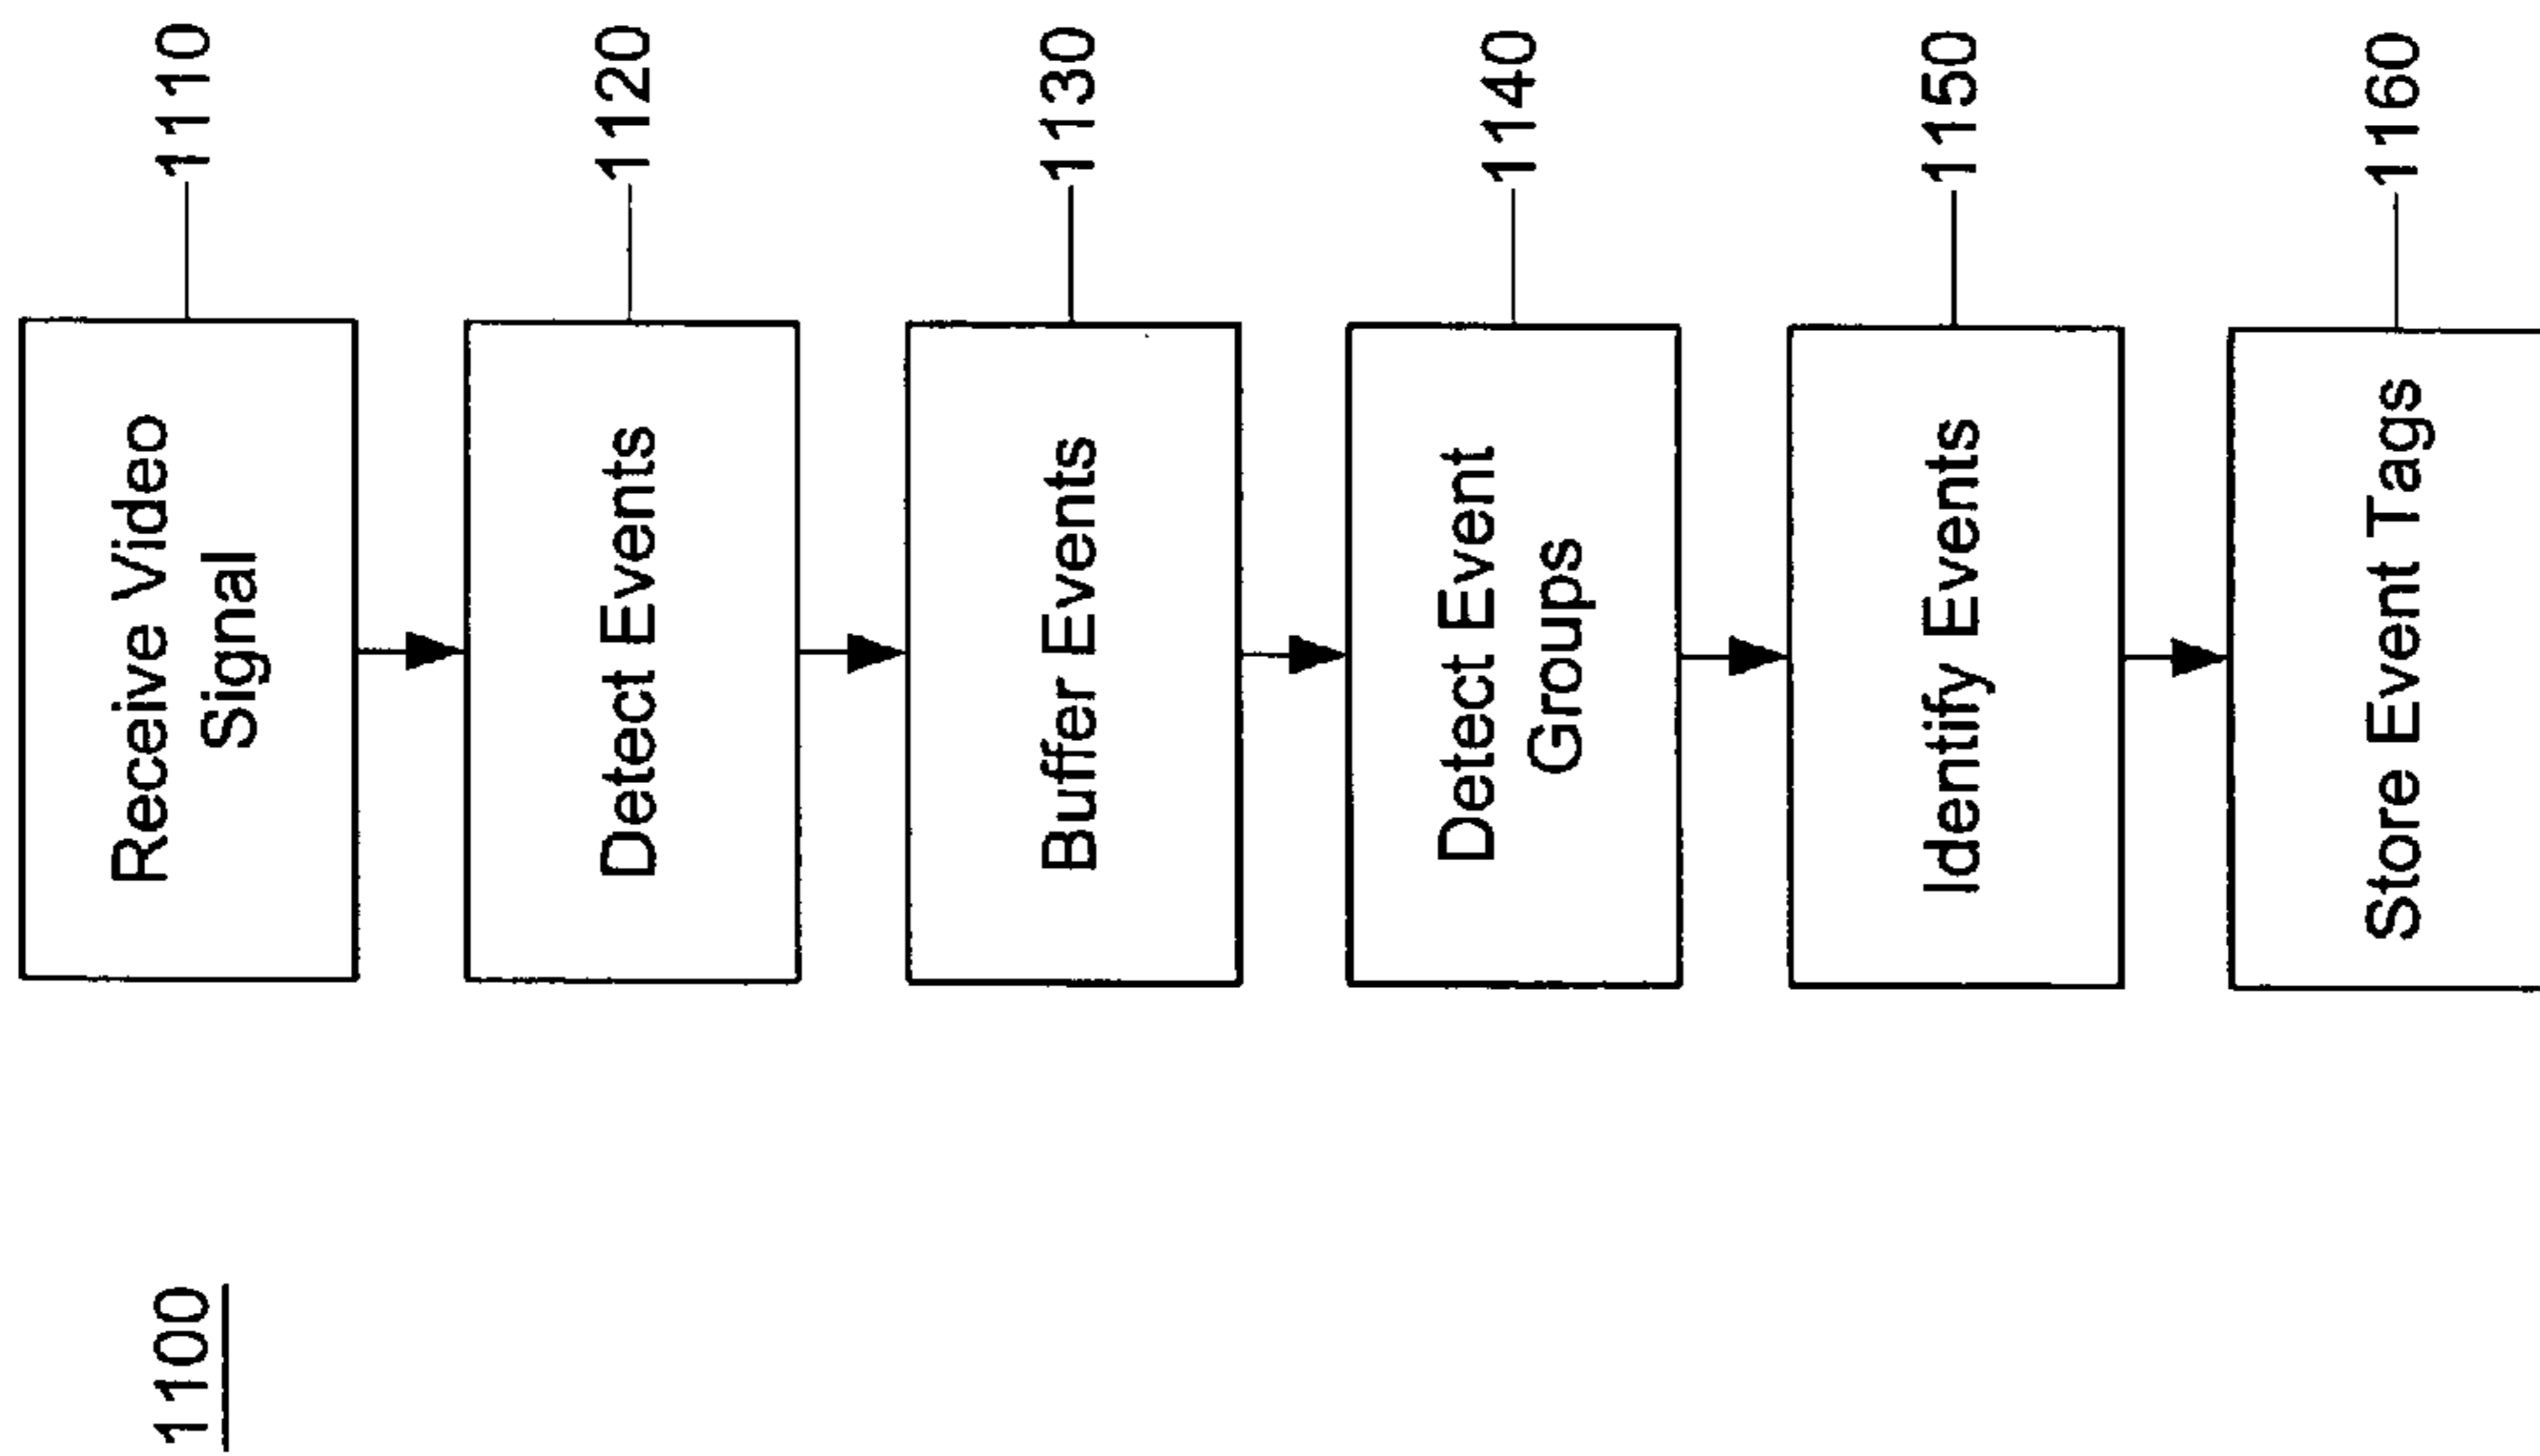 1100
Receive Video
Signal
1110
Detect Events
1120
Buffer Events
1130
Detect Event
Groups
1140
Identify Events
1150
Store Event Tags
1160